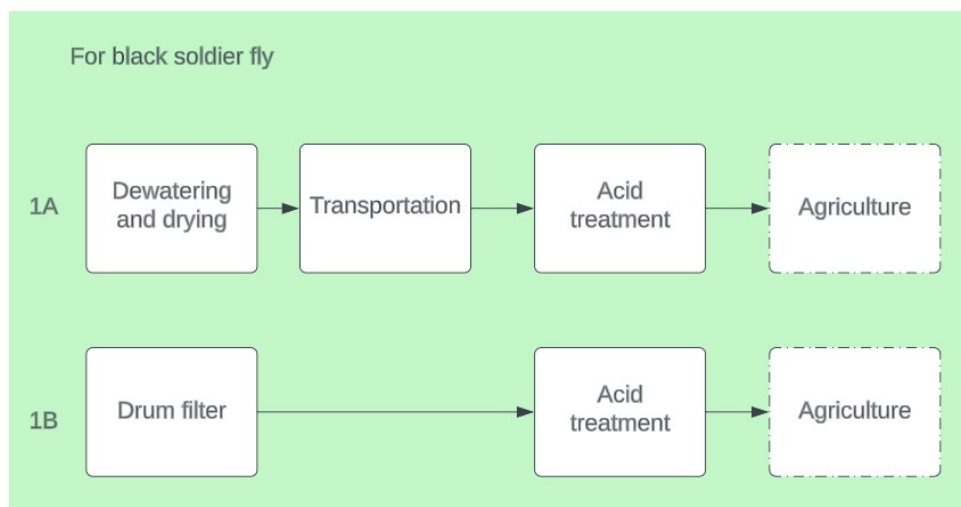 For black soldier fly
1A
Dewatering
and drying
Transportation
Acid
treatment
Agriculture
1B
Drum filter
Acid
treatment
Agriculture